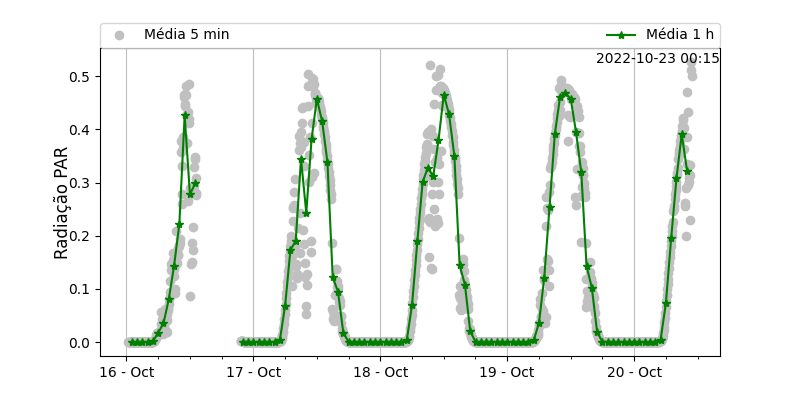 Média 5 min
Média 1 h
2022-10-23 00:15
Radiação PAR
0.5
0.4
0.3
0.2
0.1
0.0
16 - Oct
17 - Oct
18 - Oct
19 - Oct
20 - Oct